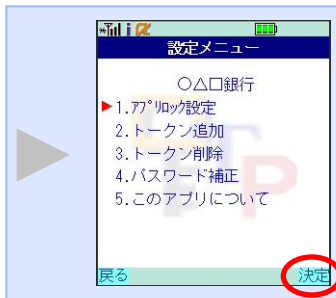 設定メニュー
○△□銀行
1.アプリロック設定
2.トークン追加
3.トークン削除
4.パスワード補正
5.このアプリについて
戻る 決定